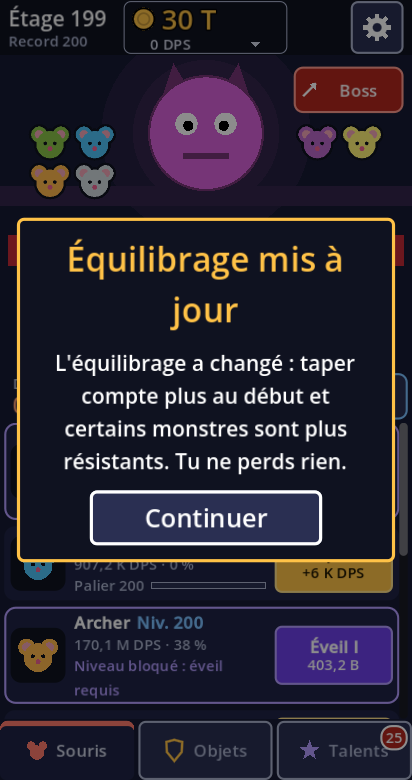 Étage 199
Record 200
30 T
0 DPS
Boss
Équilibrage mis à
jour
L'équilibrage a changé : taper
compte plus au début et
certains monstres sont plus
résistants. Tu ne perds rien.
Continuer
907,2 K DPS · 0 %
+6 K DPS
Palier 200
Archer Niv. 200
170,1 M DPS · 38 %
Niveau bloqué : éveil
requis
Éveil I
403,2 B
Souris
Objets
Talents
25